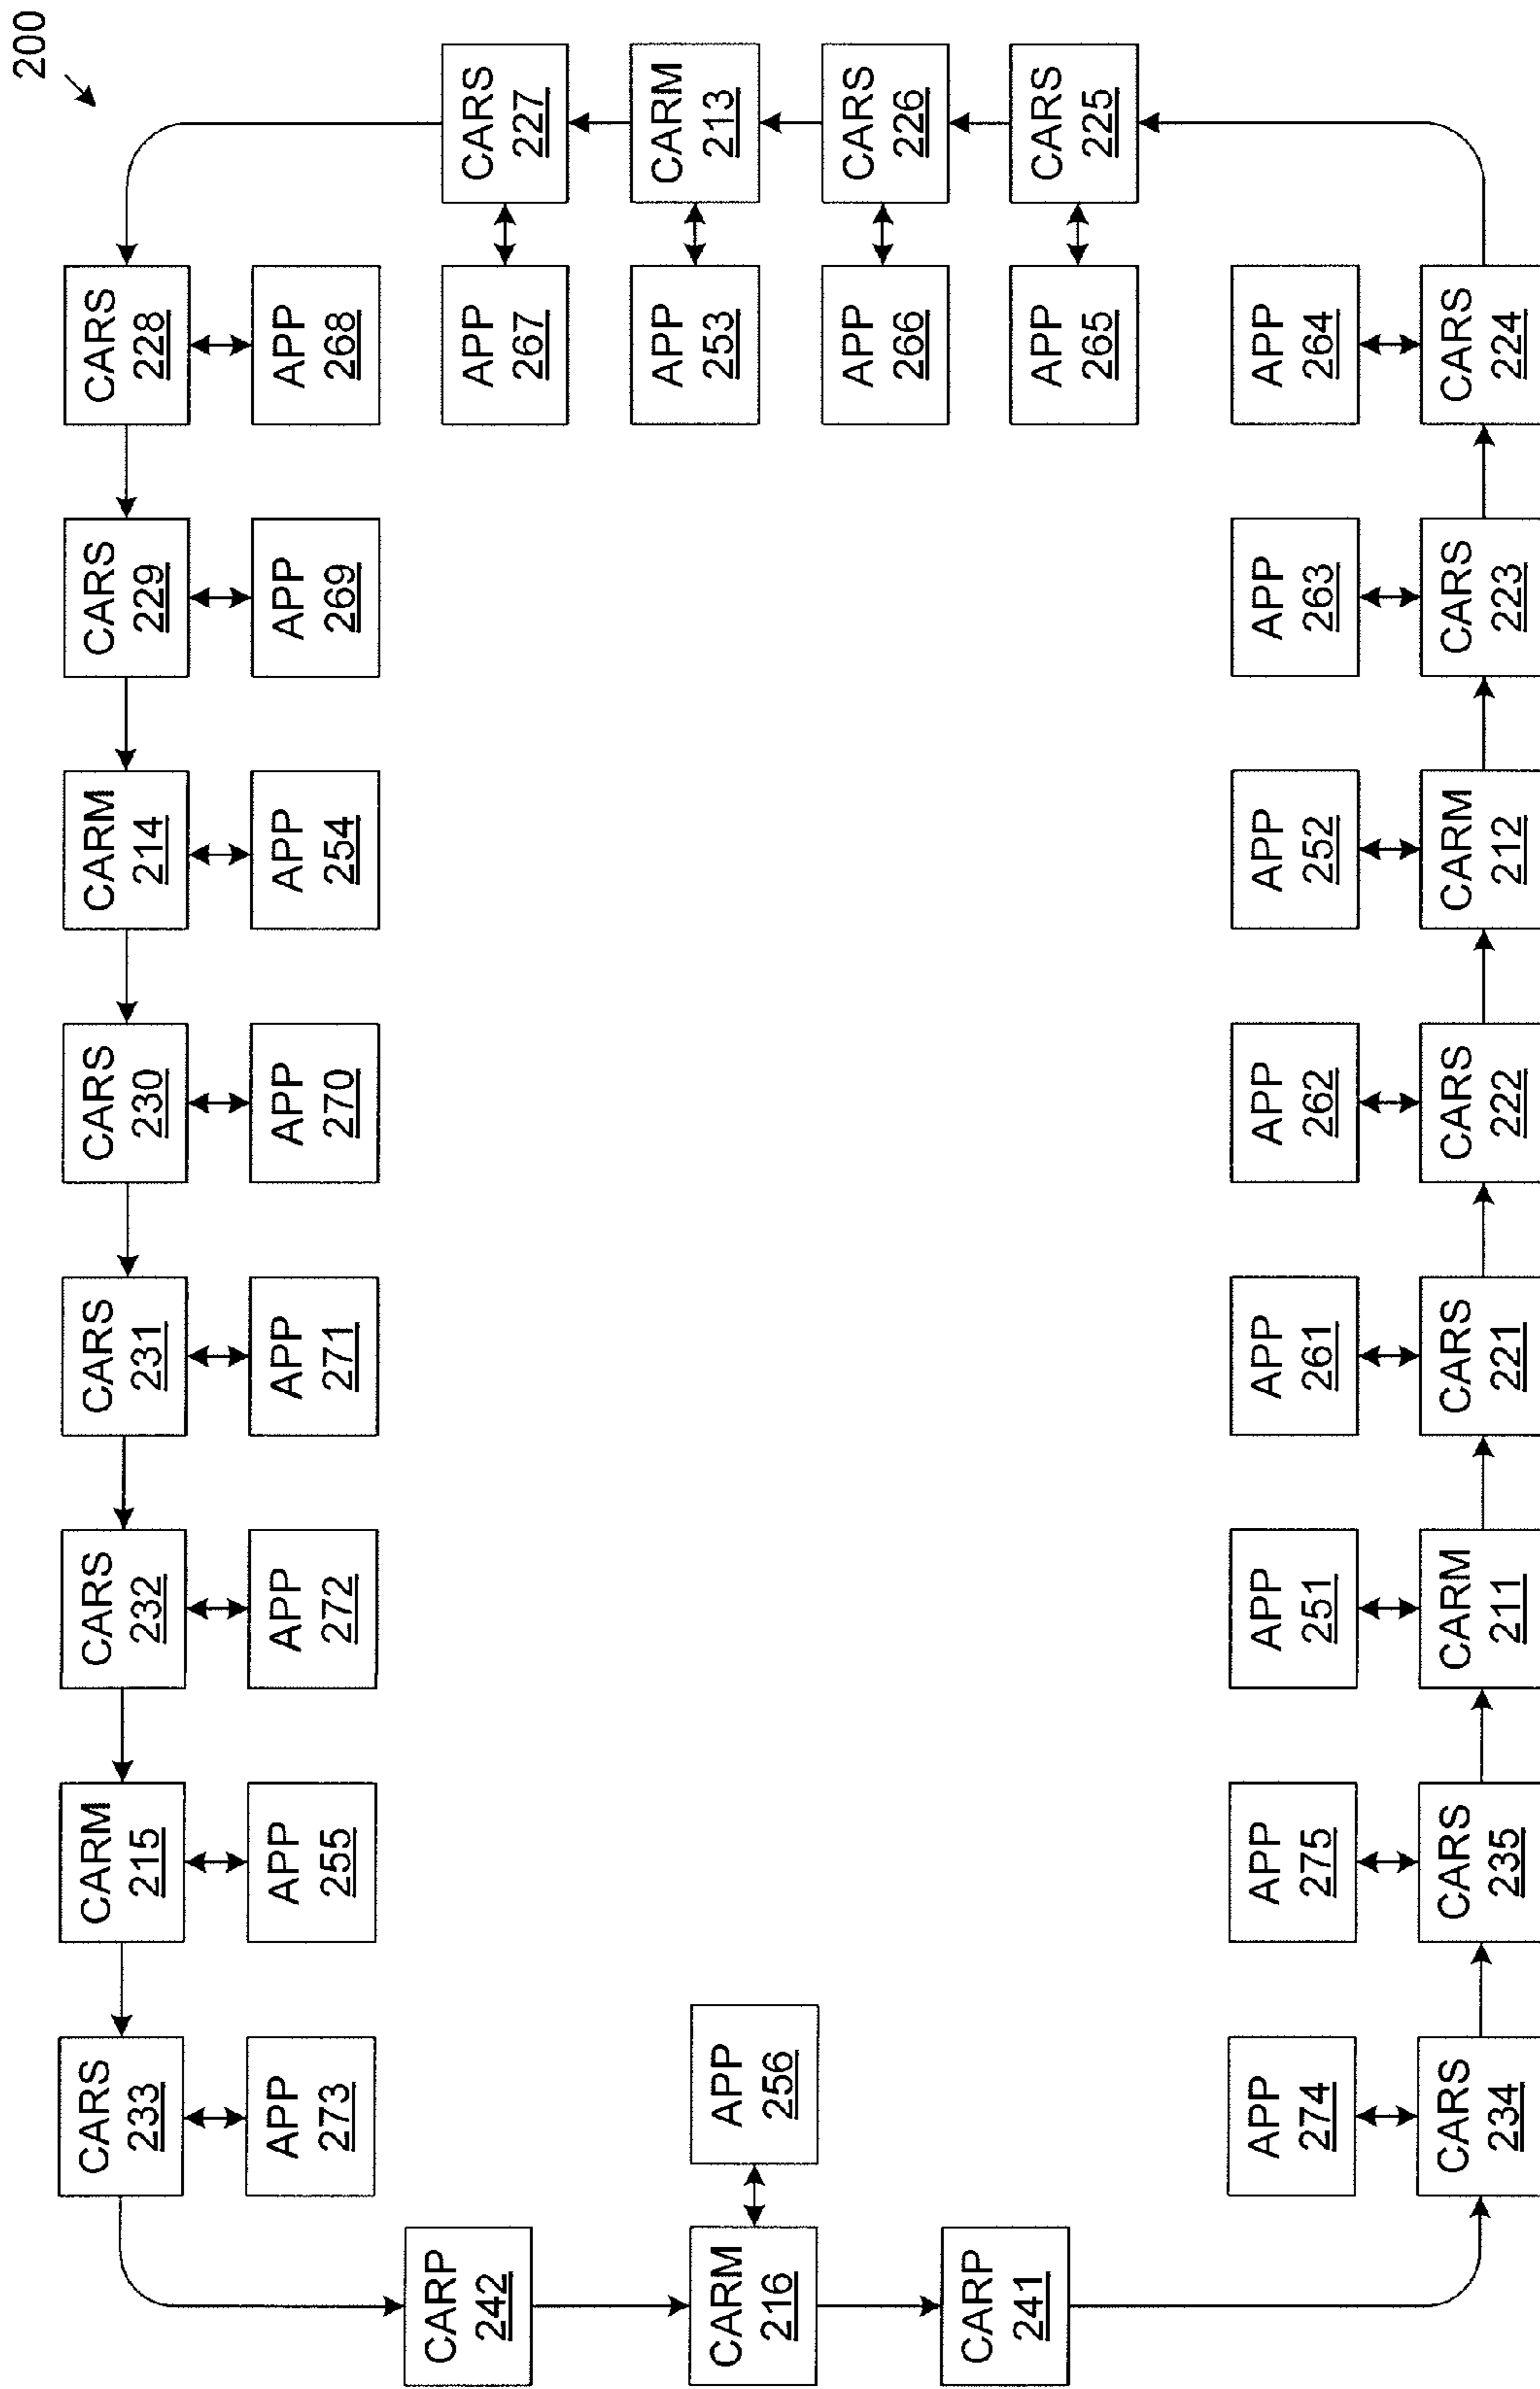 200
CARS
233
CARM
215
CARS
232
CARS
231
CARS
230
CARM
214
CARS
229
CARS
228
APP
273
APP
255
APP
272
APP
271
APP
270
APP
254
APP
269
APP
268
CARP
242
APP
267
CARS
227
CARM
216
APP
256
APP
253
CARM
213
APP
266
CARS
226
CARP
241
APP
265
CARS
225
APP
274
APP
275
APP
251
APP
261
APP
262
APP
252
APP
263
APP
264
CARS
234
CARS
235
CARM
211
CARS
221
CARS
222
CARM
212
CARS
223
CARS
224